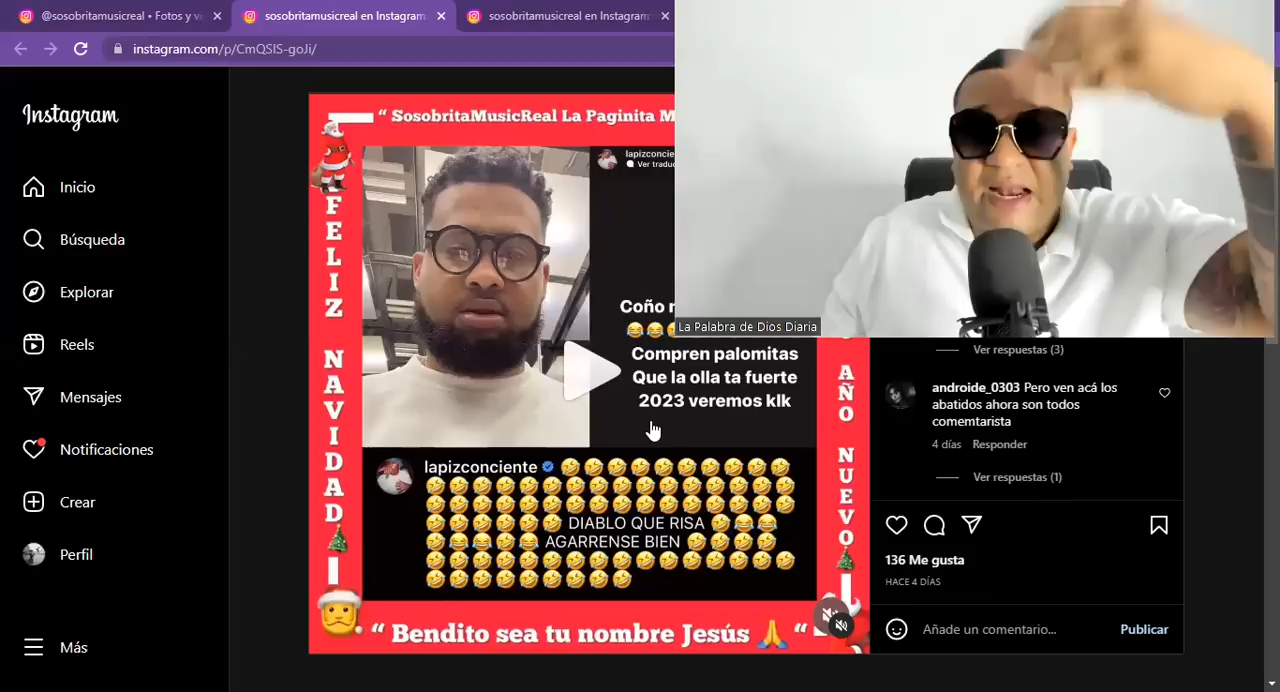 @sosobritamusicreal • Fotos y v
sosobritamusicreal en Instagram
sosobritamusicreal en Instagram
instagram.com/p/CmQSIS-goJi/
Instagram
Inicio
Búsqueda
Explorar
Reels
Mensajes
Notificaciones
Crear
Perfil
Más
“ SosobritaMusicReal La Paginita M
FELIZ NAVIDAD
lapizconcie
Ver traduc
Coño
😂😂
Compren palomitas
Que la olla ta fuerte
2023 veremos klk
AÑO NUEVO
lapizconciente 🤣🤣🤣🤣🤣🤣🤣🤣🤣🤣
🤣🤣🤣🤣🤣🤣🤣🤣🤣🤣🤣🤣🤣🤣🤣🤣
🤣🤣🤣🤣🤣🤣🤣🤣🤣🤣🤣🤣🤣🤣🤣🤣
🤣🤣🤣🤣🤣🤣 DIABLO QUE RISA 🤣😂😂
🤣😂😂🤣😂 AGARRENSE BIEN 🤣🤣🤣🤣
🤣🤣🤣🤣🤣🤣🤣🤣🤣🤣🤣🤣🤣🤣🤣🤣
🤣🤣🤣🤣🤣🤣🤣🤣🤣
“ Bendito sea tu nombre Jesús 🙏 “
La Palabra de Dios Diaria
Ver respuestas (3)
androide_0303 Pero ven acá los
abatidos ahora son todos
comemtarista
4 días Responder
Ver respuestas (1)
136 Me gusta
HACE 4 DÍAS
Añade un comentario... Publicar